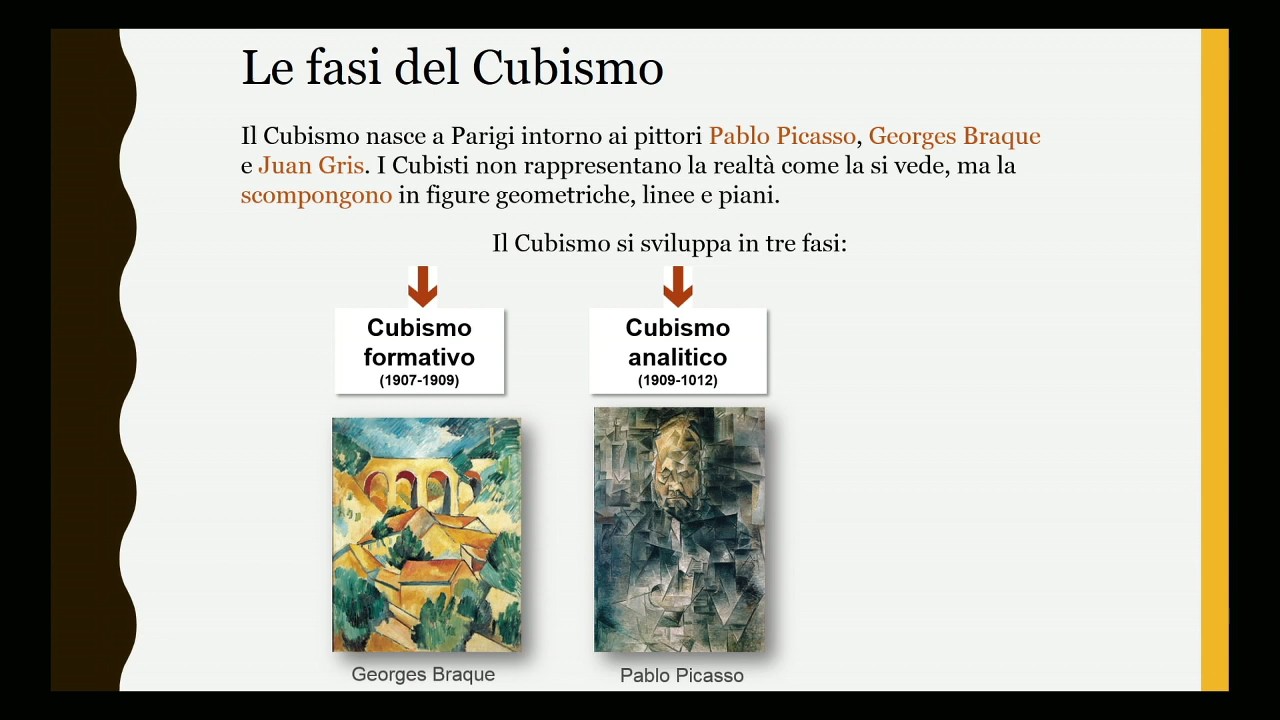 Le fasi del Cubismo
Il Cubismo nasce a Parigi intorno ai pittori Pablo Picasso, Georges Braque
e Juan Gris. I Cubisti non rappresentano la realtà come la si vede, ma la
scompongono in figure geometriche, linee e piani.
Il Cubismo si sviluppa in tre fasi:
Cubismo
formativo
(1907-1909)
Cubismo
analitico
(1909-1012)
Georges Braque
Pablo Picasso